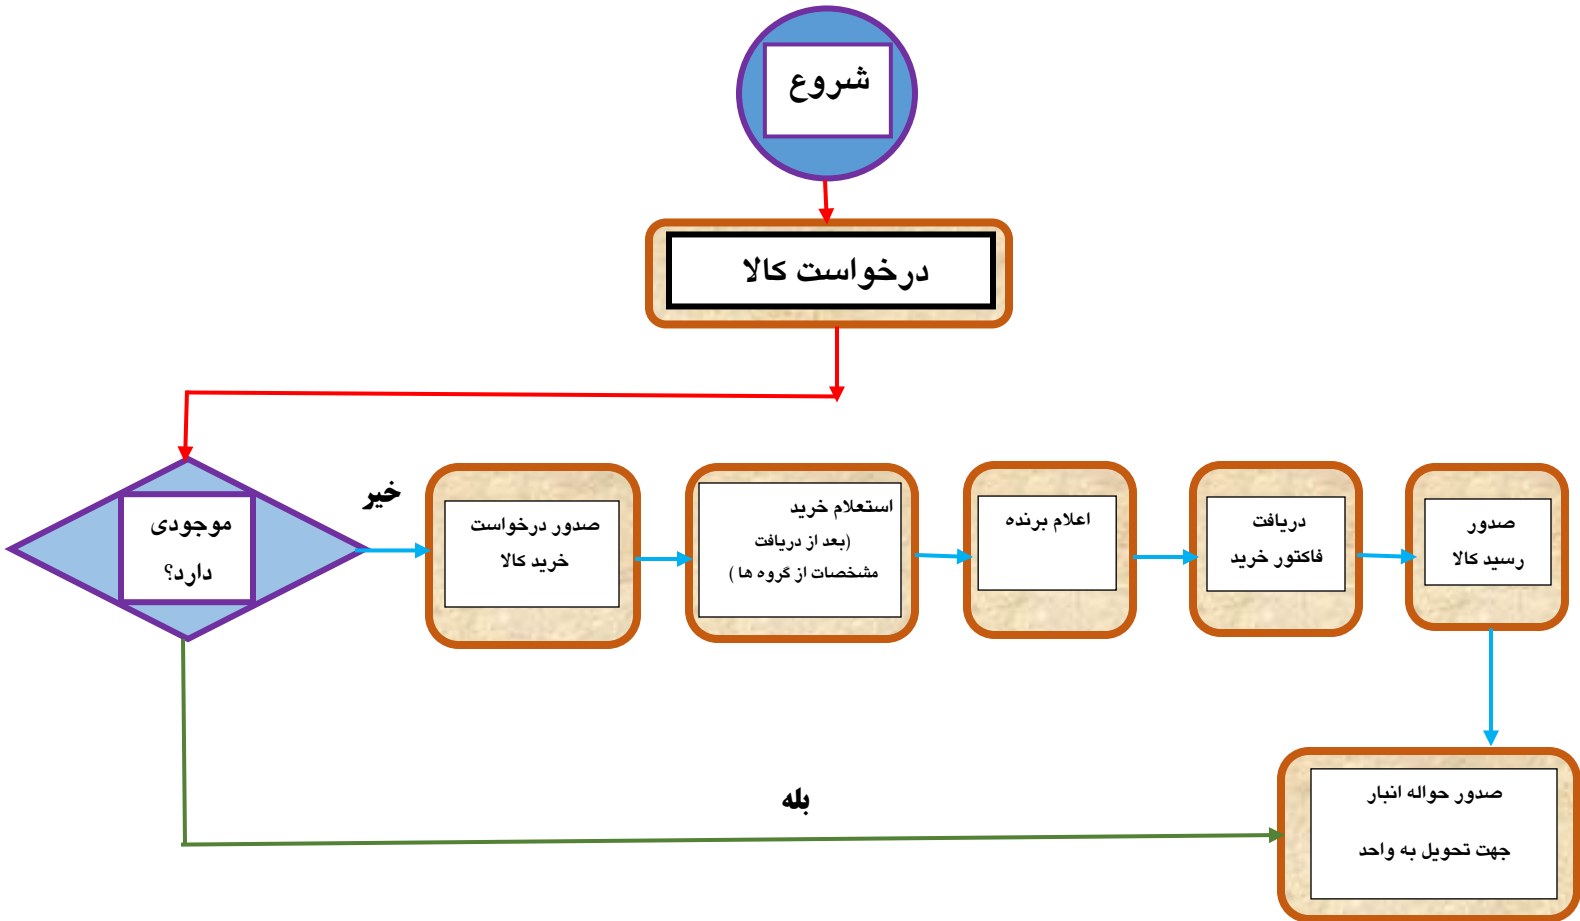 شروع
درخواست کالا
موجودی
دارد؟
خیر
صدور درخواست
خرید کالا
استعلام خرید
(بعد از دریافت
مشخصات از گروه ها )
اعلام برنده
دریافت
فاکتور خرید
صدور
رسید کالا
بله
صدور حواله انبار
جهت تحویل به واحد